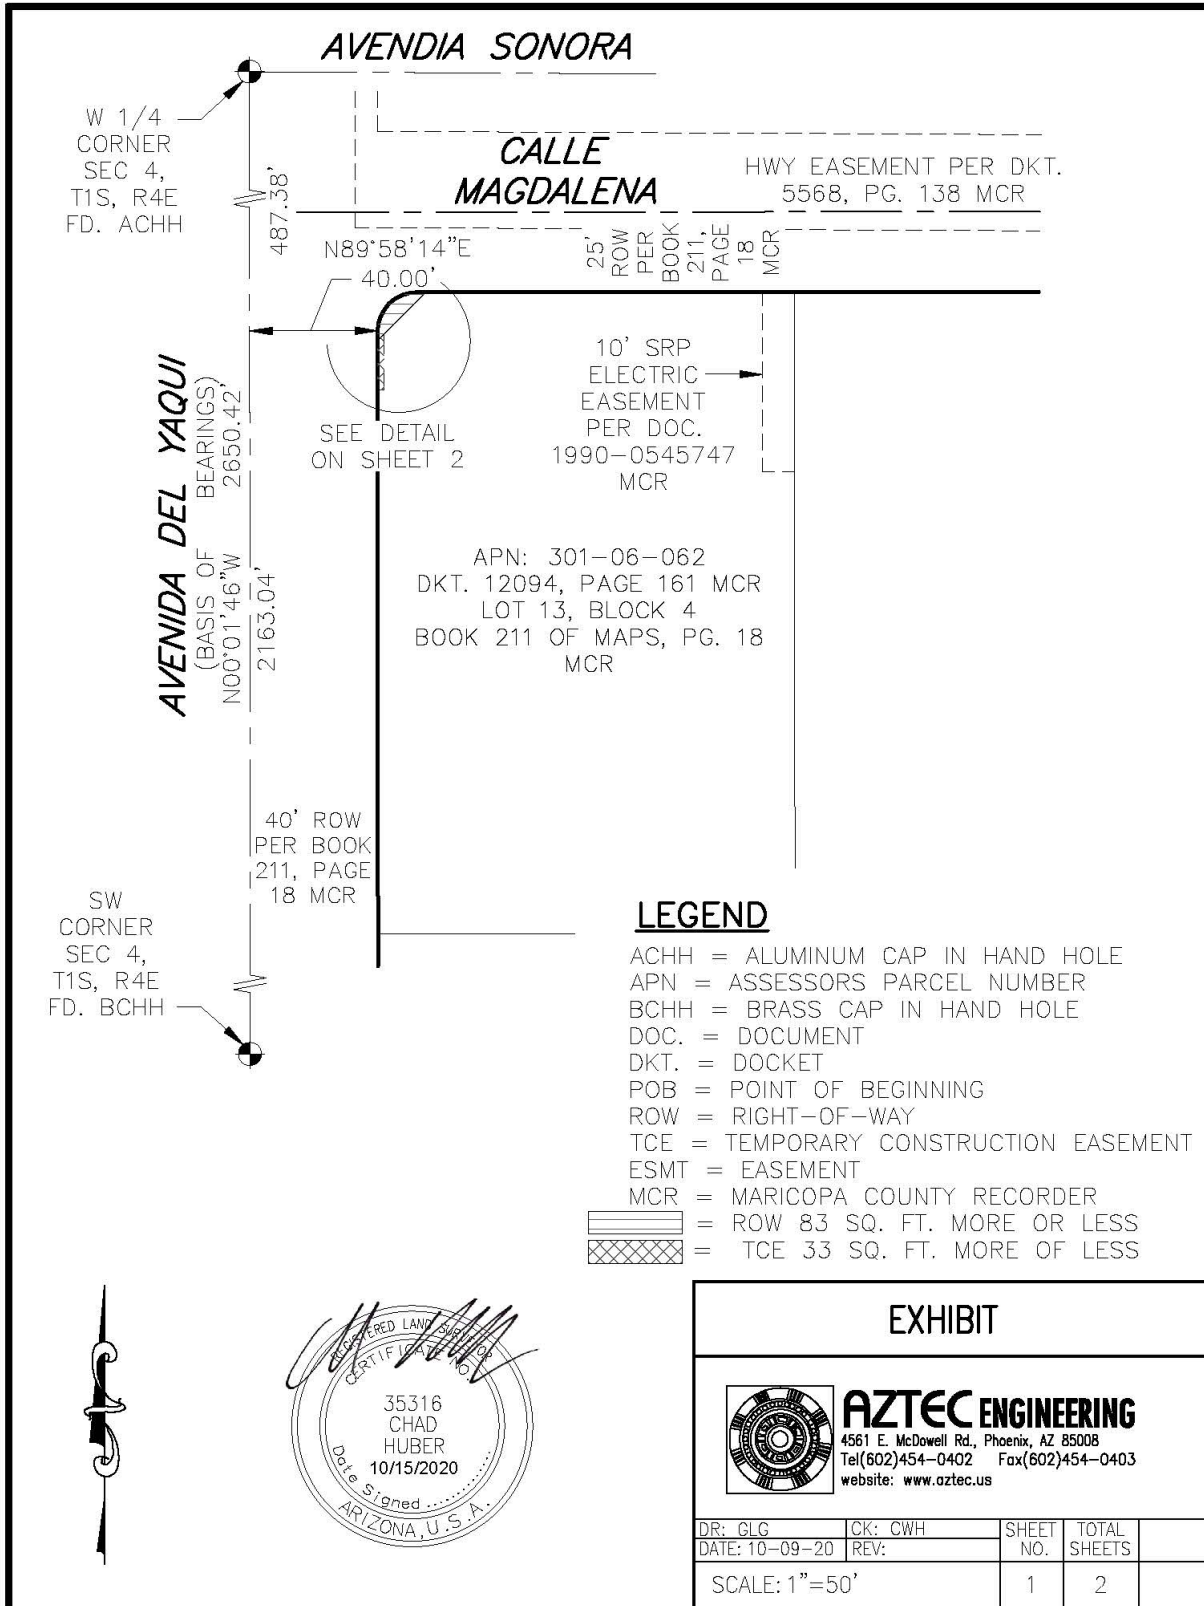 AVENDIA SONORA
W 1/4
CORNER
SEC 4,
T1S, R4E
FD. ACHH
487.38'
CALLE
MAGDALENA
HWY EASEMENT PER DKT.
5568, PG. 138 MCR
25'
ROW
PER
BOOK
211,
PAGE
18
MCR
N89°58'14"E
40.00'
SEE DETAIL
ON SHEET 2
10' SRP
ELECTRIC
EASEMENT
PER DOC.
1990-0545747
MCR
AVENIDA DEL YAQUI
(BASIS OF BEARINGS)
N00°01'46"W 2650.42'
2163.04'
APN: 301-06-062
DKT. 12094, PAGE 161 MCR
LOT 13, BLOCK 4
BOOK 211 OF MAPS, PG. 18
MCR
40' ROW
PER BOOK
211, PAGE
18 MCR
SW
CORNER
SEC 4,
T1S, R4E
FD. BCHH
LEGEND
ACHH = ALUMINUM CAP IN HAND HOLE
APN = ASSESSORS PARCEL NUMBER
BCHH = BRASS CAP IN HAND HOLE
DOC. = DOCUMENT
DKT. = DOCKET
POB = POINT OF BEGINNING
ROW = RIGHT-OF-WAY
TCE = TEMPORARY CONSTRUCTION EASEMENT
ESMT = EASEMENT
MCR = MARICOPA COUNTY RECORDER
= ROW 83 SQ. FT. MORE OR LESS
= TCE 33 SQ. FT. MORE OF LESS
REGISTERED LAND SURVEYOR
CERTIFICATE NO.
35316
CHAD
HUBER
10/15/2020
Date Signed ............
ARIZONA, U.S.A.
EXHIBIT
AZTEC ENGINEERING
4561 E. McDowell Rd., Phoenix, AZ 85008
Tel(602)454-0402 Fax(602)454-0403
website: www.aztec.us
DR: GLG CK: CWH SHEET NO. TOTAL SHEETS
DATE: 10-09-20 REV:
SCALE: 1"=50' 1 2